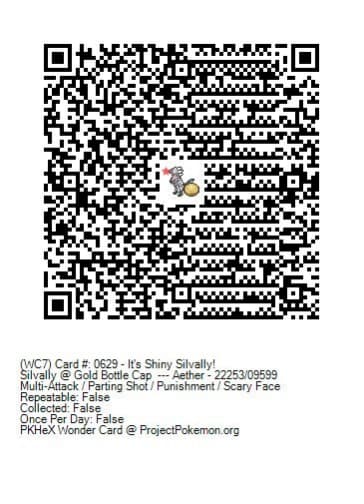 (WC7) Card #: 0629 - It's Shiny Silvally!
Silvally @ Gold Bottle Cap --- Aether - 22253/09599
Multi-Attack / Parting Shot / Punishment / Scary Face
Repeatable: False
Collected: False
Once Per Day: False
PKHeX Wonder Card @ ProjectPokemon.org